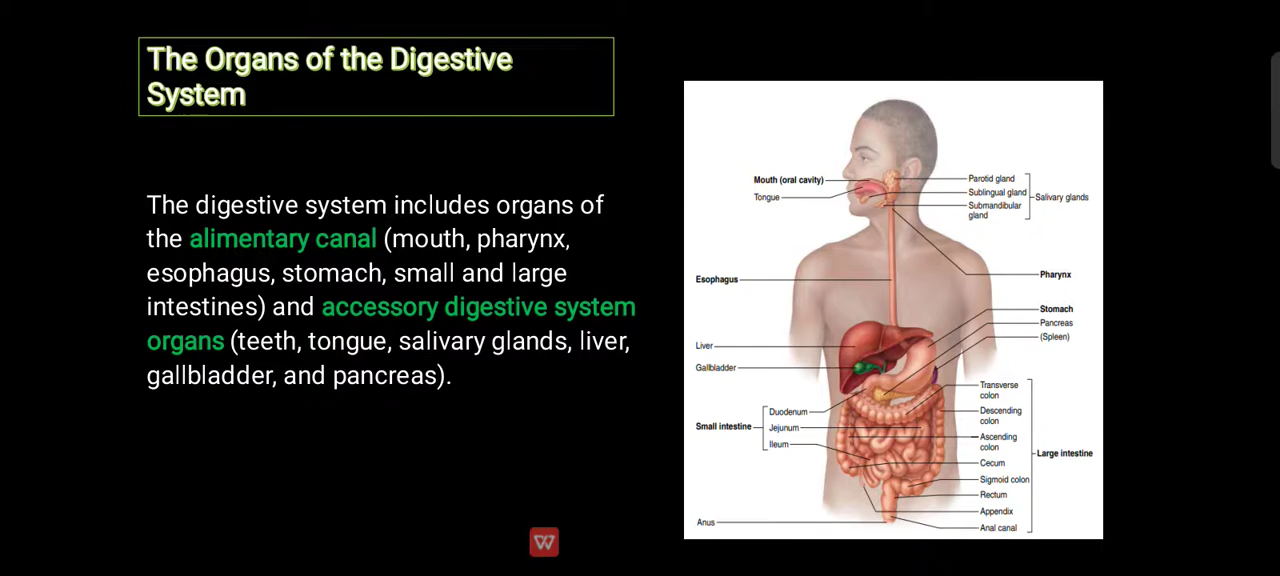 The Organs of the Digestive
System
The digestive system includes organs of
the alimentary canal (mouth, pharynx,
esophagus, stomach, small and large
intestines) and accessory digestive system
organs (teeth, tongue, salivary glands, liver,
gallbladder, and pancreas).
Mouth (oral cavity)
Tongue
Parotid gland
Sublingual gland
Submandibular
gland
Salivary glands
Pharynx
Esophagus
Stomach
Pancreas
(Spleen)
Liver
Gallbladder
Small intestine
Duodenum
Jejunum
Ileum
Transverse
colon
Descending
colon
Ascending
colon
Cecum
Sigmoid colon
Rectum
Appendix
Anal canal
Large intestine
Anus
W